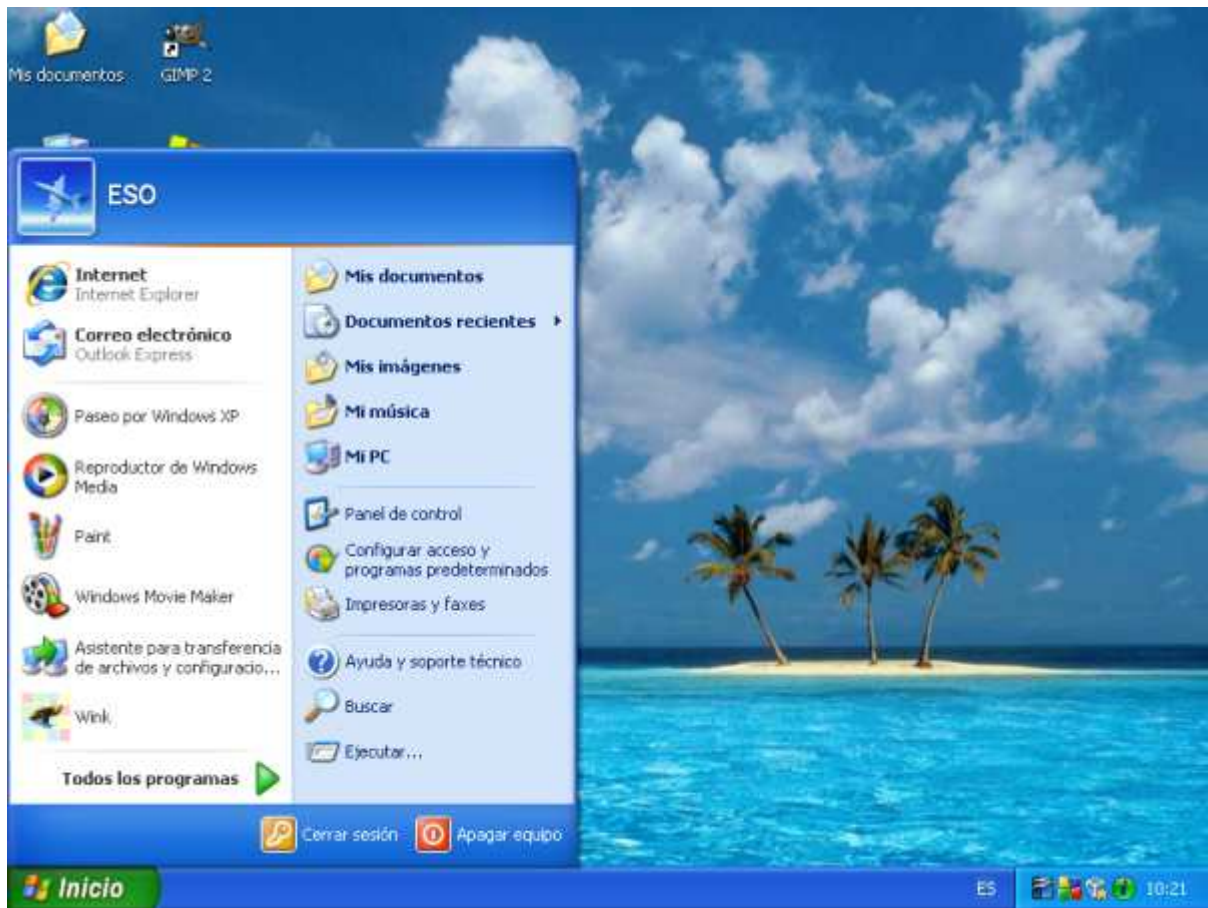 Mis documentos
GIMP 2
ESO
Internet
Internet Explorer
Correo electrónico
Outlook Express
Paseo por Windows XP
Reproductor de Windows
Media
Paint
Windows Movie Maker
Asistente para transferencia
de archivos y configuracio...
Wink
Todos los programas
Mis documentos
Documentos recientes
Mis imágenes
Mi música
Mi PC
Panel de control
Configurar acceso y
programas predeterminados
Impresoras y faxes
Ayuda y soporte técnico
Buscar
Ejecutar...
Cerrar sesión
Apagar equipo
Inicio
ES
10:21